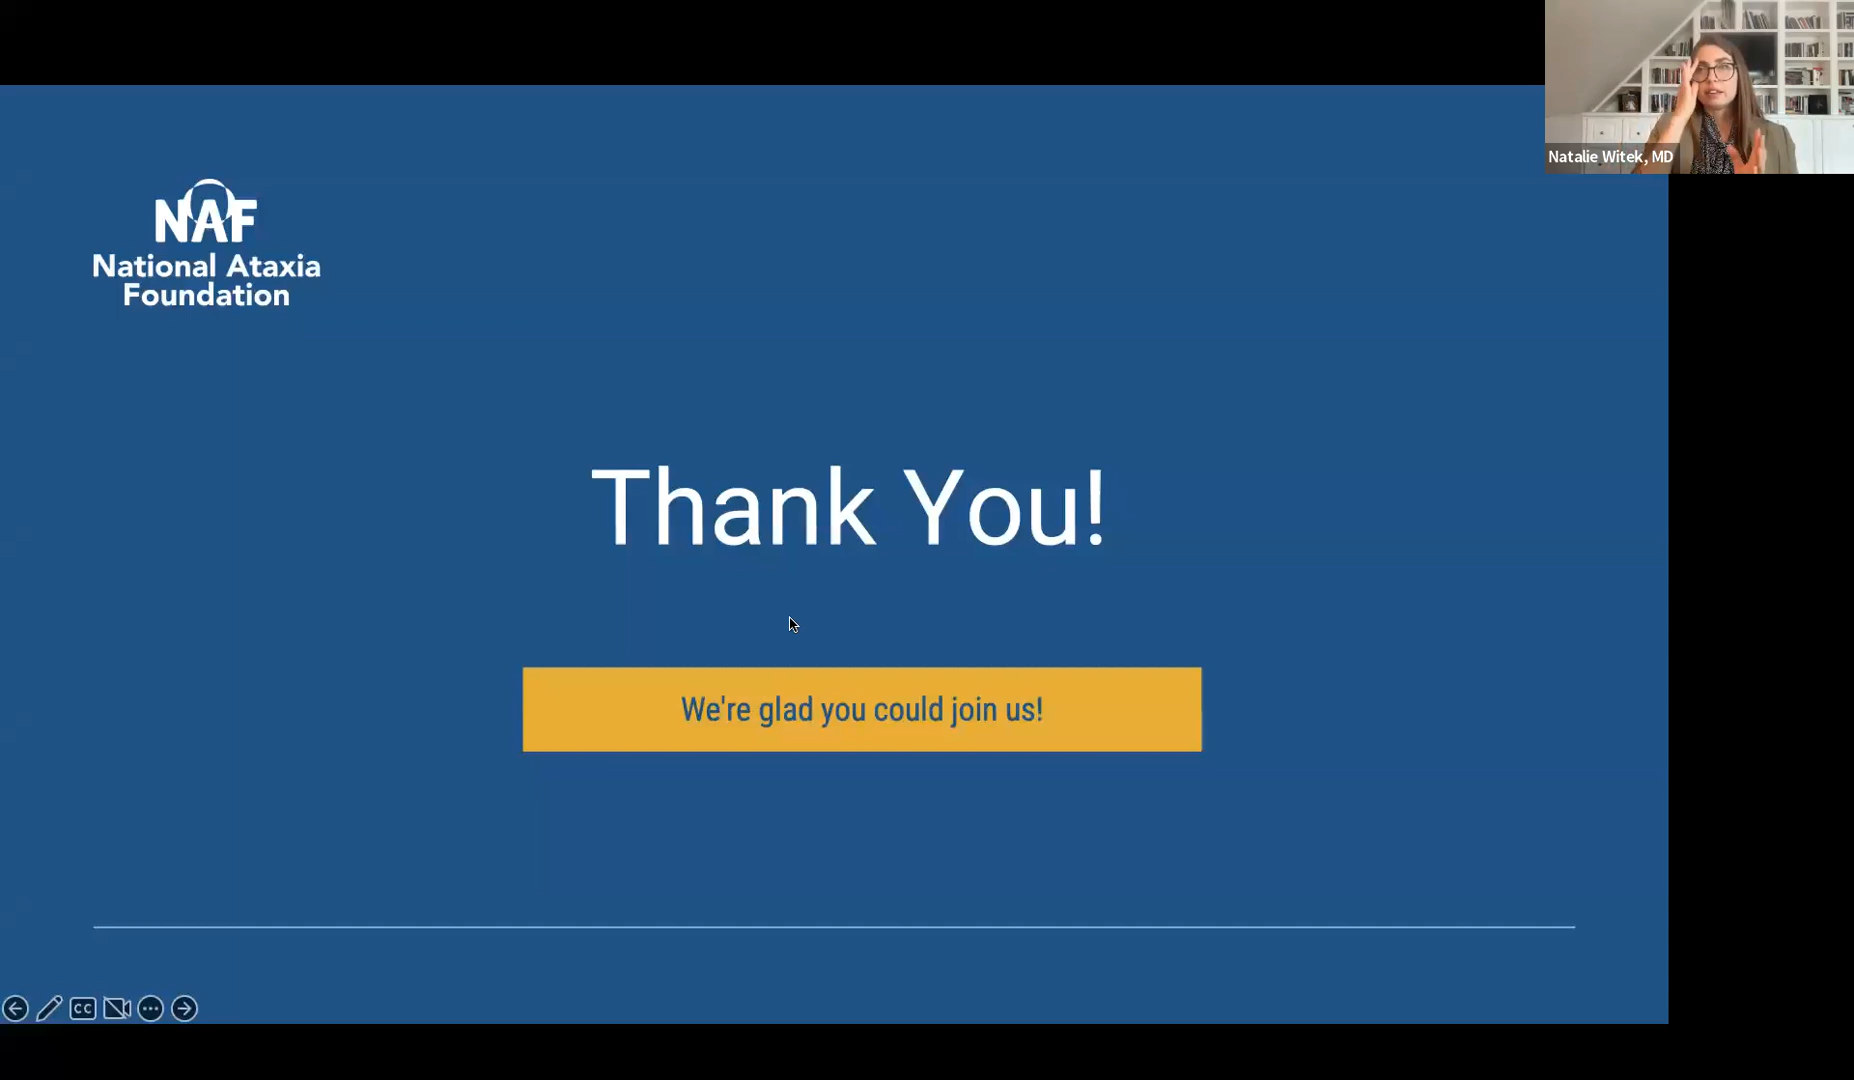 Natalie Witek, MD
NAF
National Ataxia
Foundation
Thank You!
We're glad you could join us!
CC